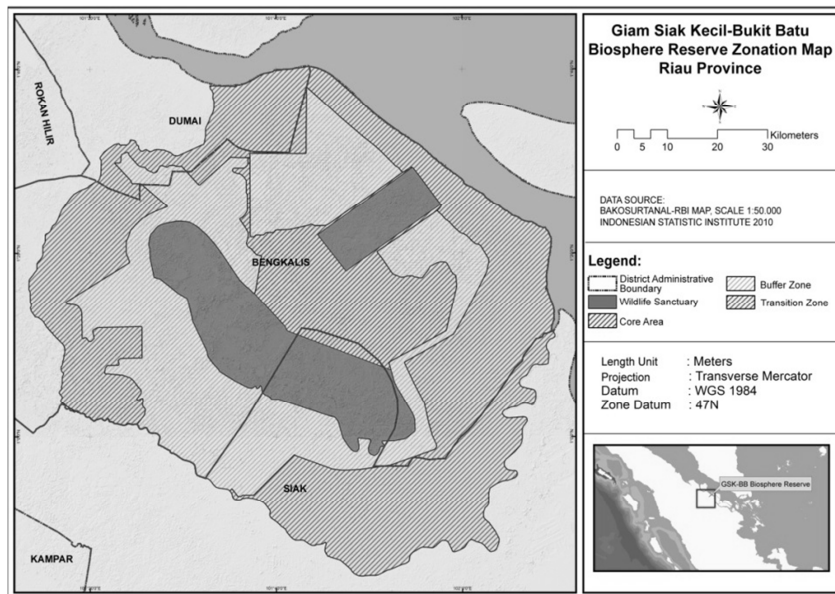 Giam Siak Kecil-Bukit Batu
Biosphere Reserve Zonation Map
Riau Province
Kilometers
0 5 10 20 30
DATA SOURCE:
BAKOSURTANAL-RBI MAP, SCALE 1:50.000
INDONESIAN STATISTIC INSTITUTE 2010
Legend:
District Administrative
Boundary
Wildlife Sanctuary
Core Area
Buffer Zone
Transition Zone
Length Unit : Meters
Projection : Transverse Mercator
Datum : WGS 1984
Zone Datum : 47N
GSK-BB Biosphere Reserve
ROKAN HILIR
DUMAI
BENGKALIS
SIAK
KAMPAR